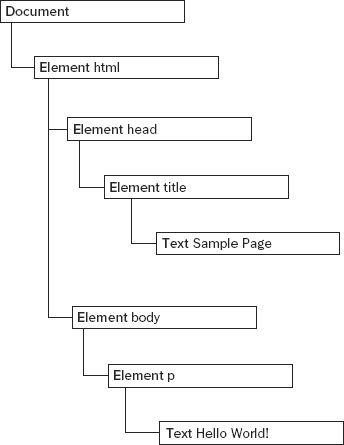 Document
Element html
Element head
Element title
Text Sample Page
Element body
Element p
Text Hello World!